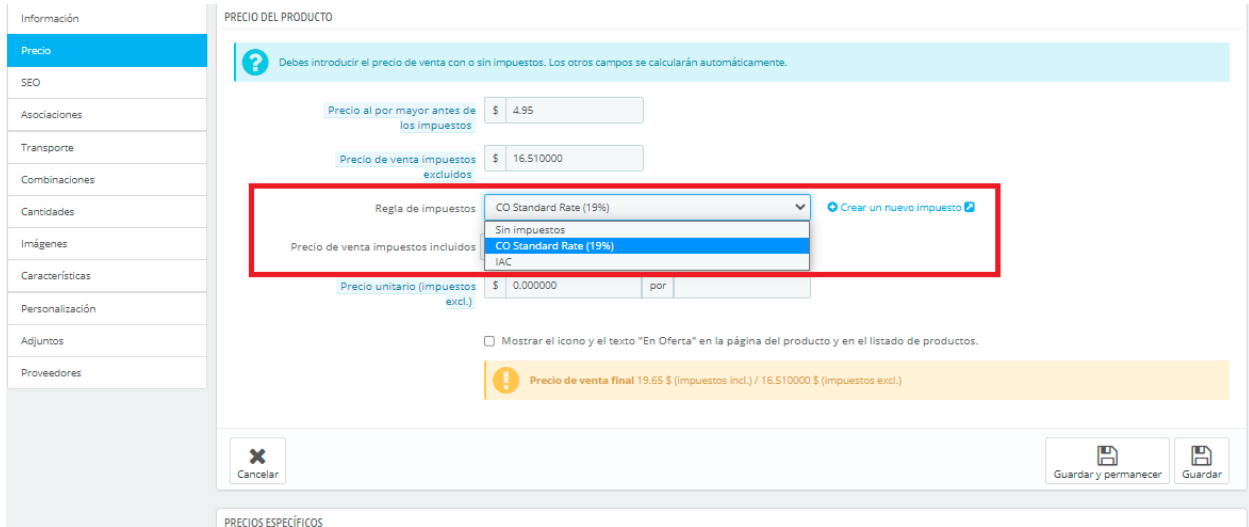 Información
Precio
SEO
Asociaciones
Transporte
Combinaciones
Cantidades
Imágenes
Características
Personalización
Adjuntos
Proveedores
PRECIO DEL PRODUCTO
Debes introducir el precio de venta con o sin impuestos. Los otros campos se calcularán automáticamente.
Precio al por mayor antes de
los impuestos
$ 4.95
Precio de venta impuestos
excluidos
$ 16.510000
Regla de impuestos
CO Standard Rate (19%)
Crear un nuevo impuesto
Sin impuestos
CO Standard Rate (19%)
IAC
Precio de venta impuestos incluidos
Precio unitario (impuestos
excl.)
$ 0.000000 por
Mostrar el icono y el texto "En Oferta" en la página del producto y en el listado de productos.
Precio de venta final 19.65 $ (impuestos incl.) / 16.510000 $ (impuestos excl.)
Cancelar
Guardar y permanecer
Guardar
PRECIOS ESPECÍFICOS